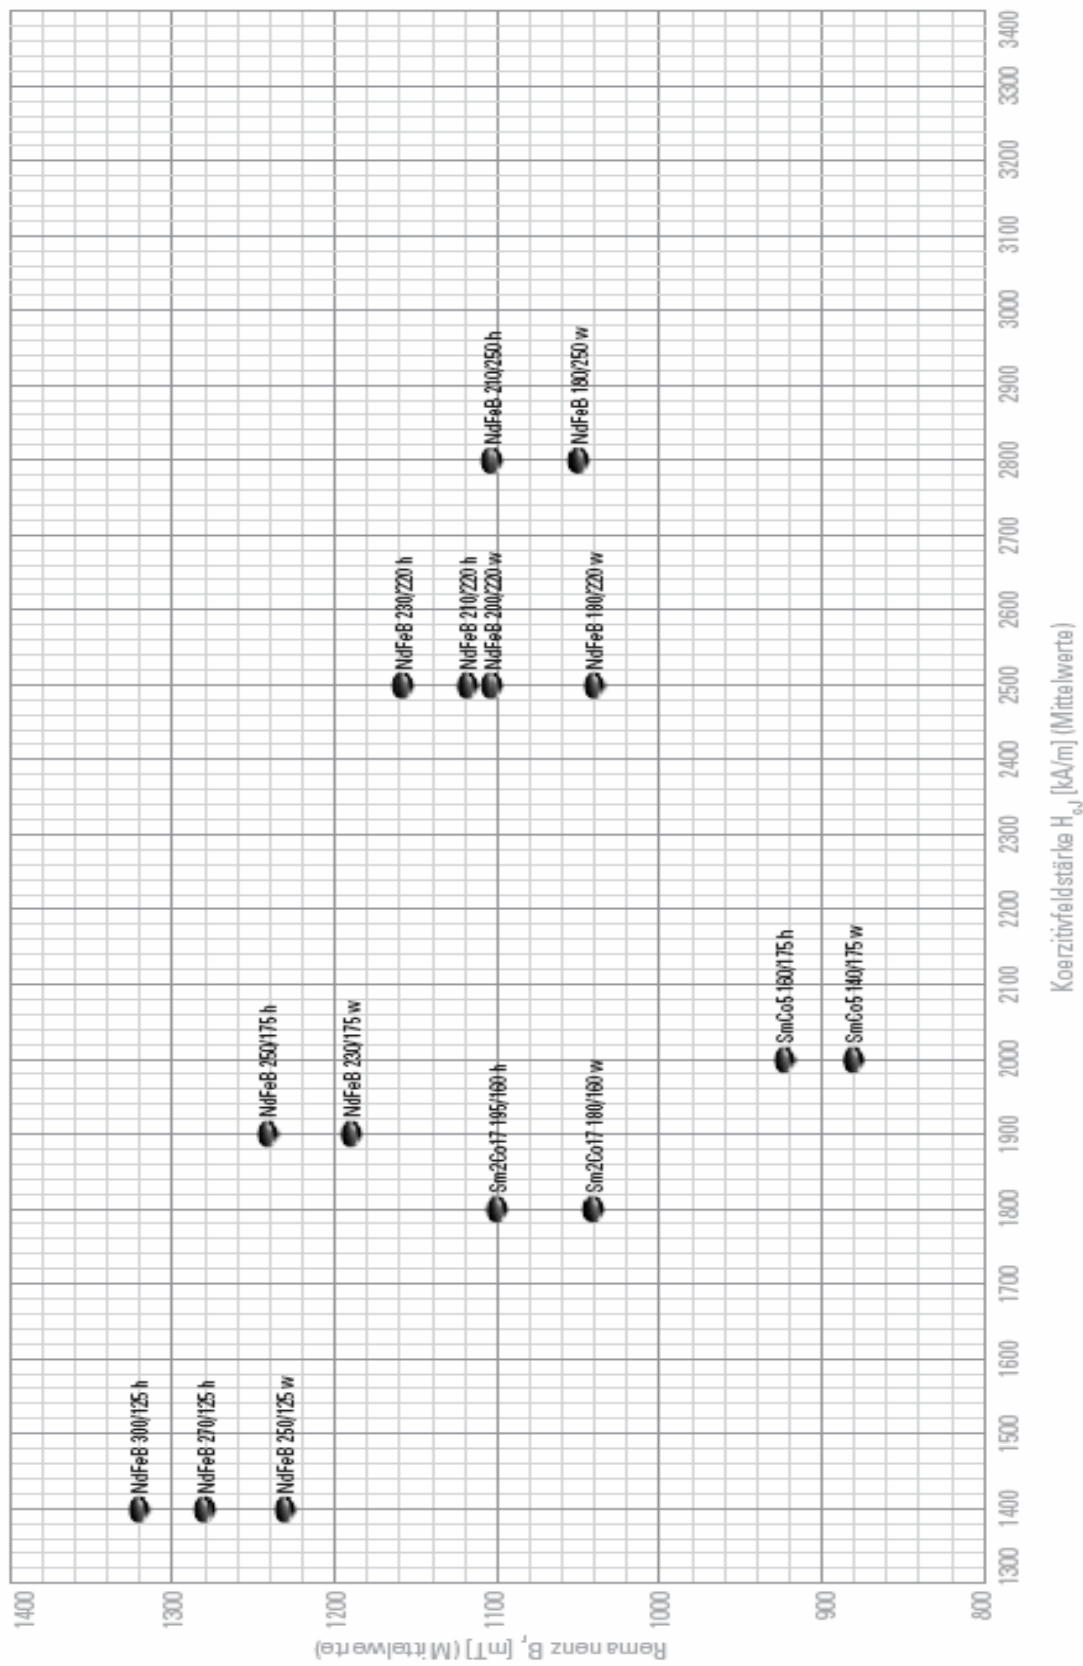 1400
1300
1200
1100
1000
900
800
Remanenz Br [mT] (Mittelwerte)
NdFeB 300/125 h
NdFeB 270/125 h
NdFeB 250/125 w
NdFeB 250/175 h
NdFeB 230/175 w
Sm2Co17 195/160 h
Sm2Co17 180/160 w
SmCo5 160/175 h
SmCo5 140/175 w
NdFeB 230/220 h
NdFeB 210/220 h
NdFeB 200/220 w
NdFeB 180/220 w
NdFeB 210/250 h
NdFeB 180/250 w
1300 1400 1500 1600 1700 1800 1900 2000 2100 2200 2300 2400 2500 2600 2700 2800 2900 3000 3100 3200 3300 3400
Koerzitivfeldstärke HcJ [kA/m] (Mittelwerte)